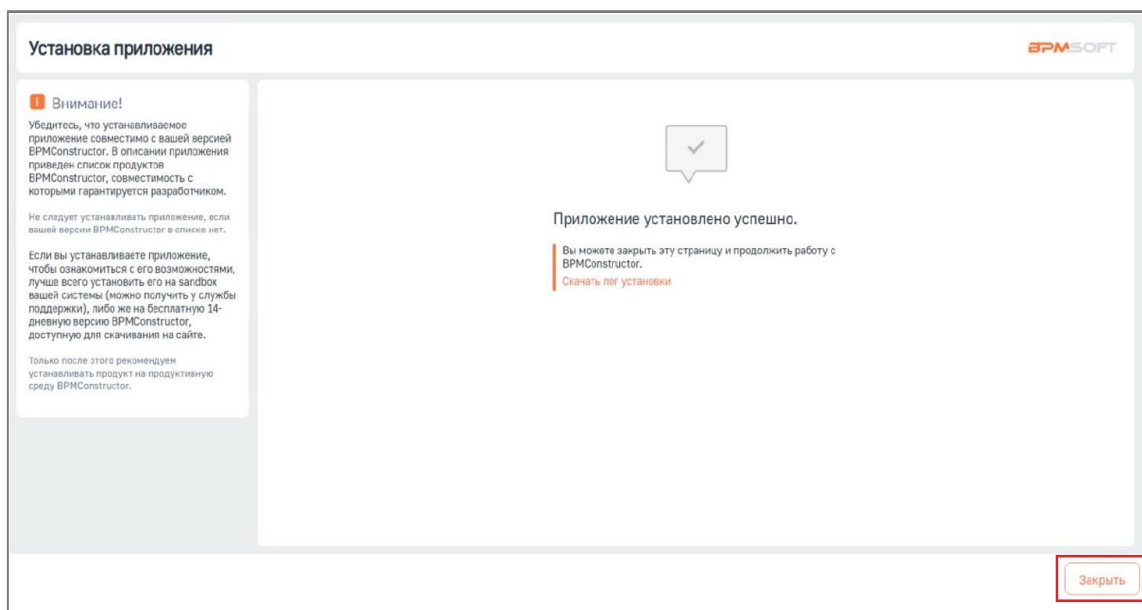 Установка приложения
BPMSOFT
Внимание!
Убедитесь, что устанавливаемое
приложение совместимо с вашей версией
BPMConstructor. В описании приложения
приведен список продуктов
BPMConstructor, совместимость с
которыми гарантируется разработчиком.
Не следует устанавливать приложение, если
вашей версии BPMConstructor в списке нет.
Если вы устанавливаете приложение,
чтобы ознакомиться с его возможностями,
лучше всего установить его на sandbox
вашей системы (можно получить у службы
поддержки), либо же на бесплатную 14-
дневную версию BPMConstructor,
доступную для скачивания на сайте.
Только после этого рекомендуем
устанавливать продукт на продуктивную
среду BPMConstructor.
Приложение установлено успешно.
Вы можете закрыть эту страницу и продолжить работу с
BPMConstructor.
Скачать лог установки
Закрыть